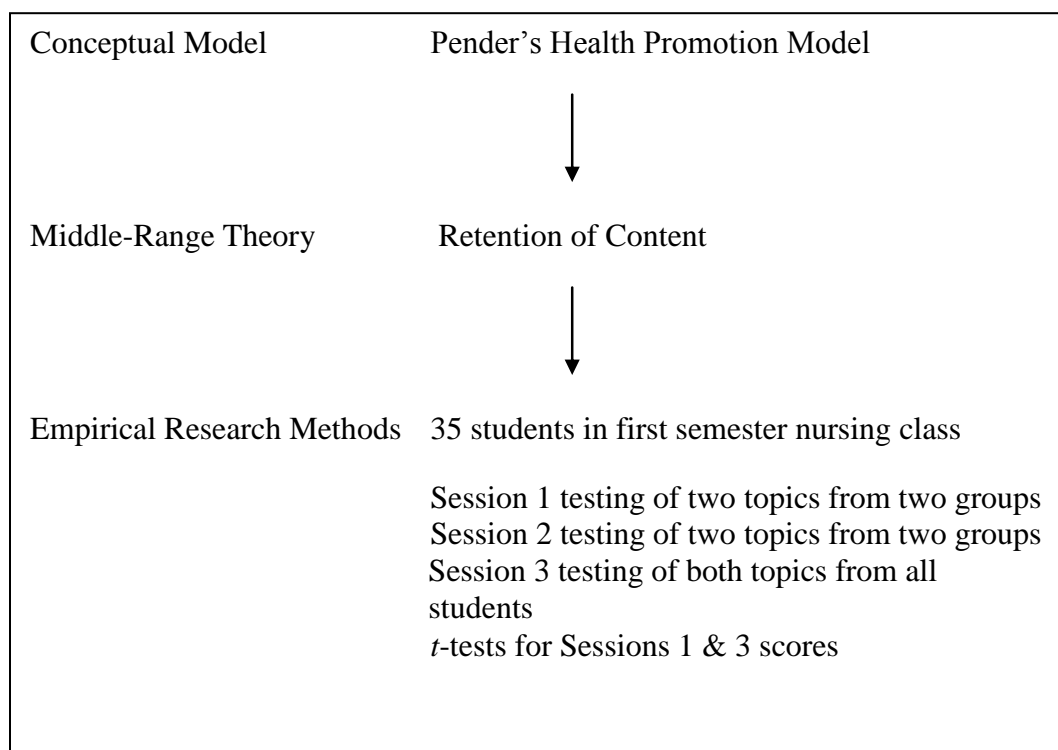 Conceptual Model Pender’s Health Promotion Model
Middle-Range Theory Retention of Content
Empirical Research Methods 35 students in first semester nursing class
Session 1 testing of two topics from two groups
Session 2 testing of two topics from two groups
Session 3 testing of both topics from all
students
t-tests for Sessions 1 & 3 scores